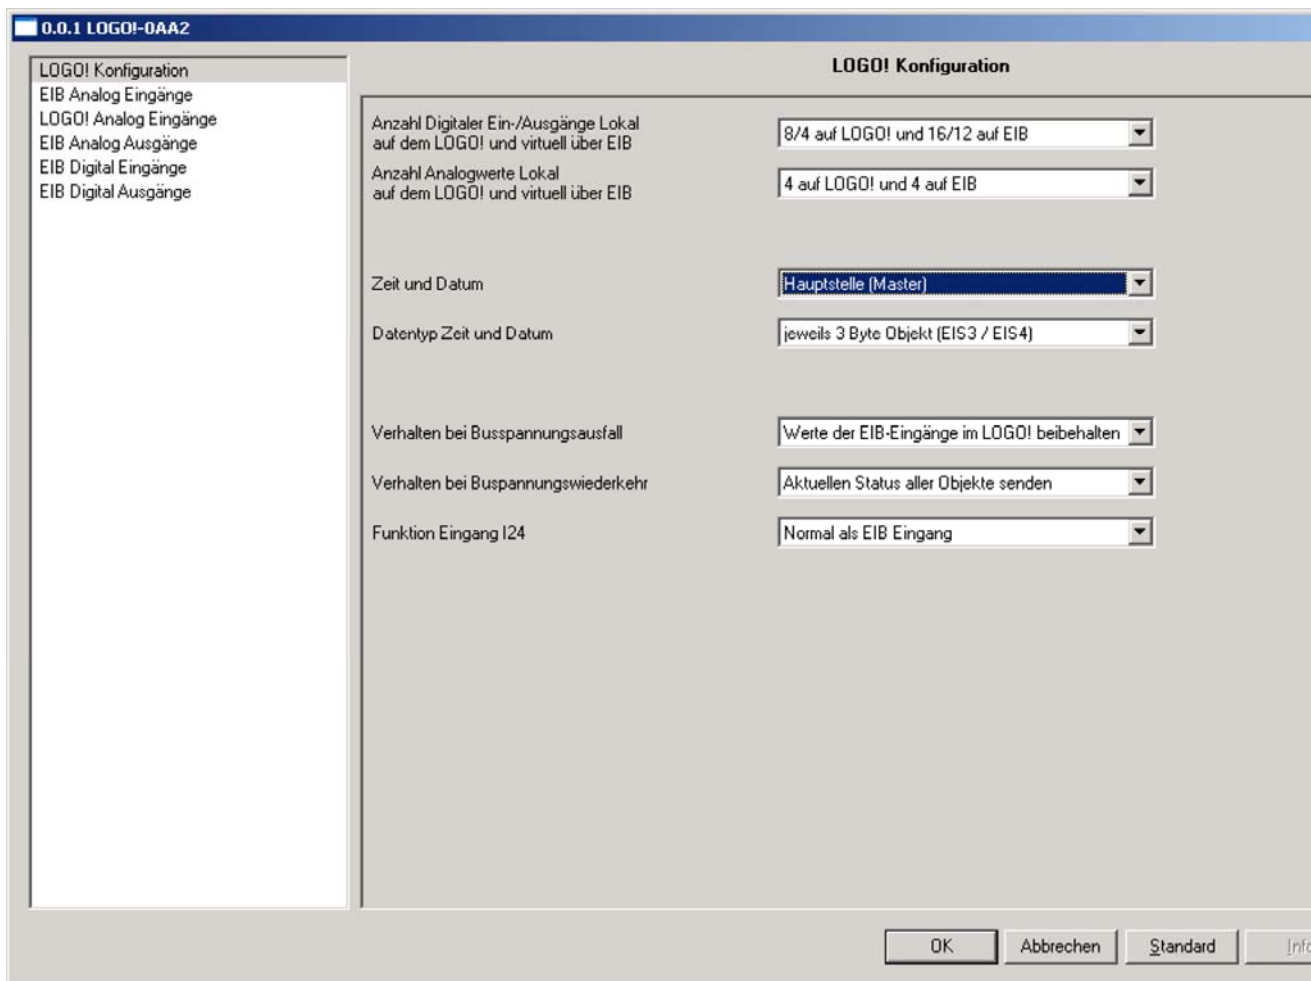 0.0.1 LOGO!-0AA2
LOGO! Konfiguration
EIB Analog Eingänge
LOGO! Analog Eingänge
EIB Analog Ausgänge
EIB Digital Eingänge
EIB Digital Ausgänge
LOGO! Konfiguration
Anzahl Digitaler Ein-/Ausgänge Lokal
auf dem LOGO! und virtuell über EIB
8/4 auf LOGO! und 16/12 auf EIB
Anzahl Analogwerte Lokal
auf dem LOGO! und virtuell über EIB
4 auf LOGO! und 4 auf EIB
Zeit und Datum
Hauptstelle (Master)
Datentyp Zeit und Datum
jeweils 3 Byte Objekt (EIS3 / EIS4)
Verhalten bei Busspannungsausfall
Werte der EIB-Eingänge im LOGO! beibehalten
Verhalten bei Buspannungswiederkehr
Aktuellen Status aller Objekte senden
Funktion Eingang I24
Normal als EIB Eingang
OK
Abbrechen
Standard